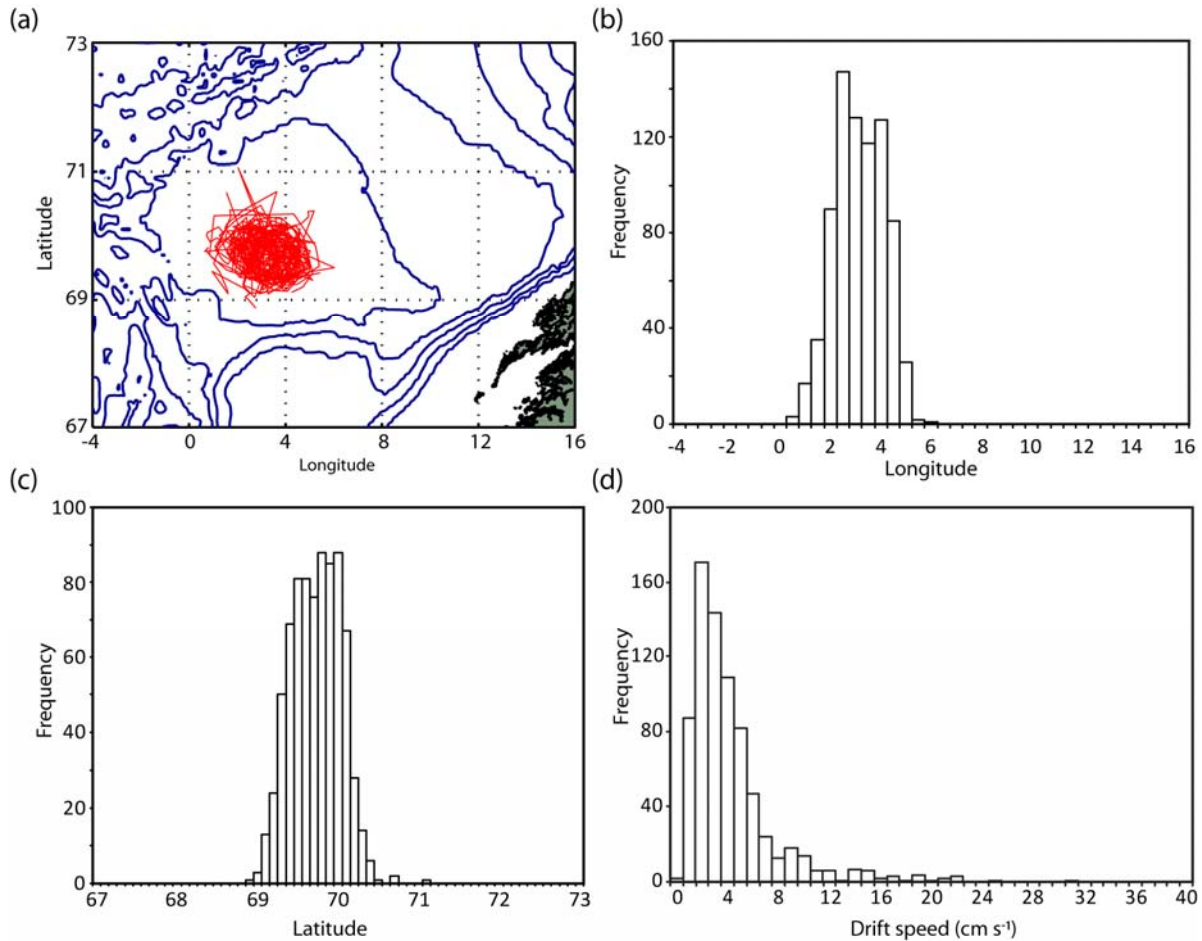 (a)
73
71
69
67
Latitude
-4 0 4 8 12 16
Longitude
(b)
160
120
80
40
0
Frequency
-4 -2 0 2 4 6 8 10 12 14 16
Longitude
(c)
100
80
60
40
20
0
Frequency
67 68 69 70 71 72 73
Latitude
(d)
200
160
120
80
40
0
Frequency
0 4 8 12 16 20 24 28 32 36 40
Drift speed (cm s⁻¹)